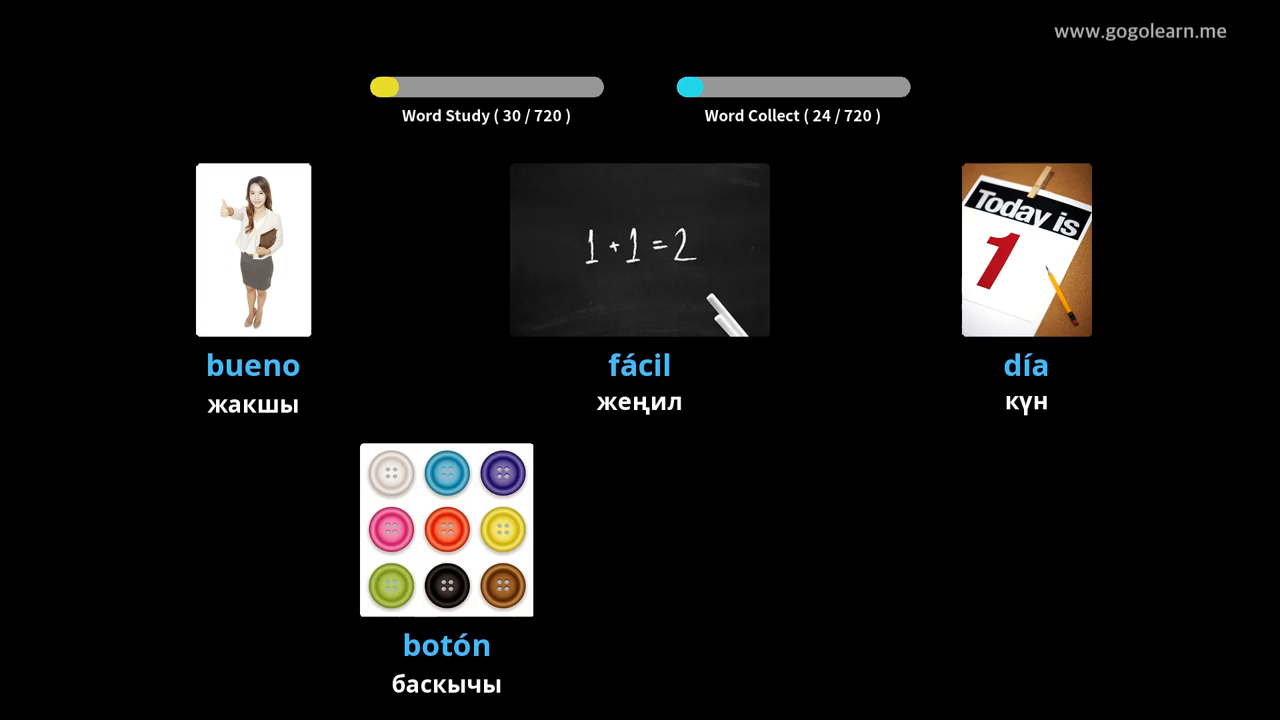 www.gogolearn.me
Word Study ( 30 / 720 )
Word Collect ( 24 / 720 )
1 + 1 = 2
Today is
1
bueno
fácil
día
жакшы
жеңил
күн
botón
баскычы